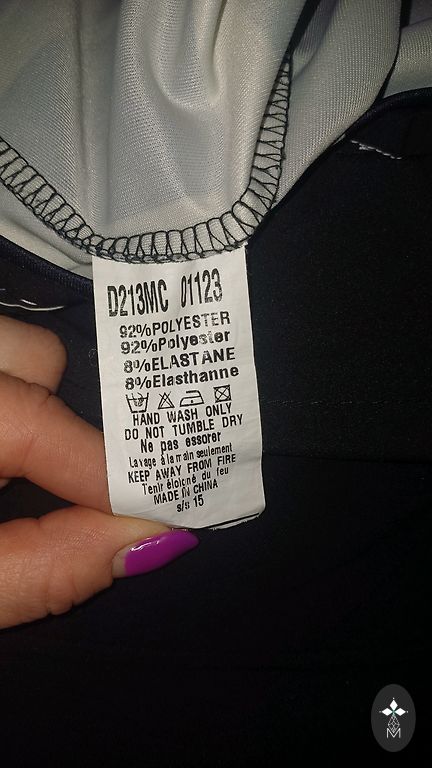 D213MC 01123
92%POLYESTER
92%Polyester
8%ELASTANE
8%Elasthanne
HAND WASH ONLY
DO NOT TUMBLE DRY
Ne pas essorer
Lavage à la main seulement
KEEP AWAY FROM FIRE
Tenir éloigné du feu
MADE IN CHINA
s/s 15
M